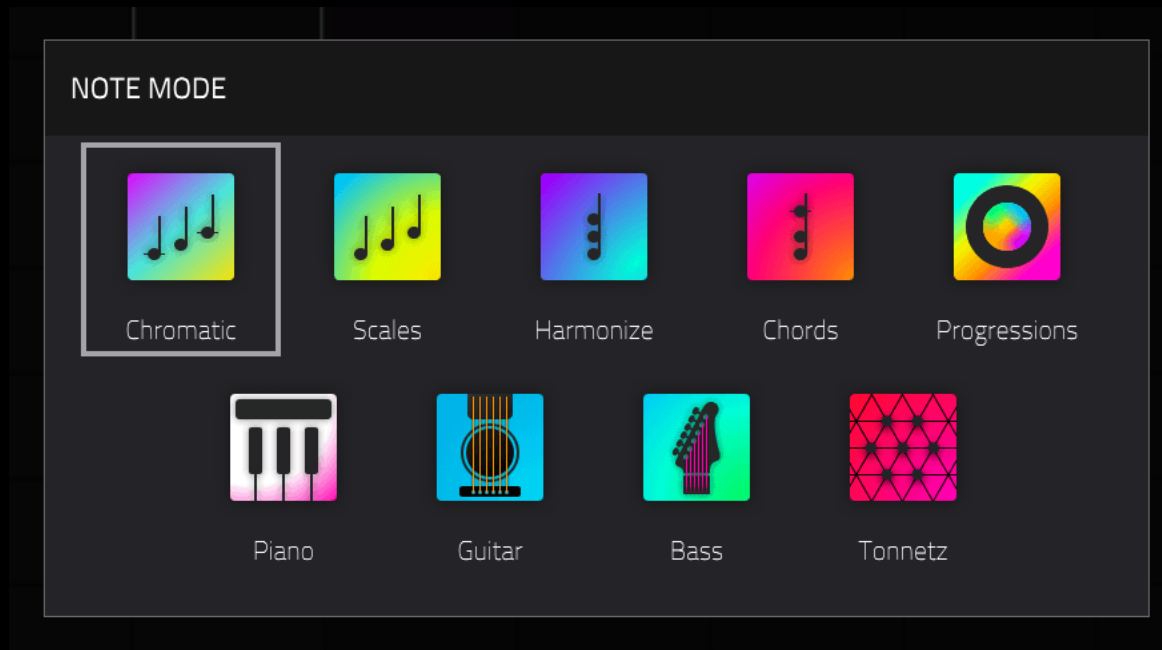 NOTE MODE
Chromatic
Scales
Harmonize
Chords
Progressions
Piano
Guitar
Bass
Tonnetz